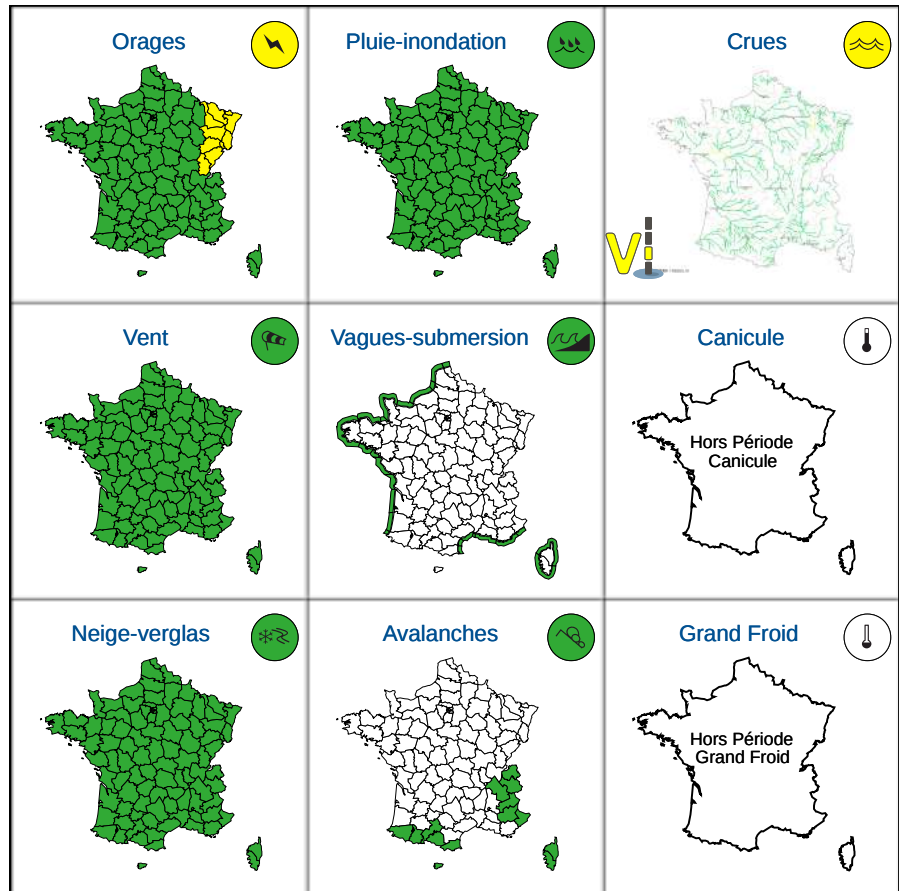 Orages
Pluie-inondation
Crues
Vi
Vent
Vagues-submersion
Canicule
Hors Période
Canicule
Neige-verglas
Avalanches
Grand Froid
Hors Période
Grand Froid